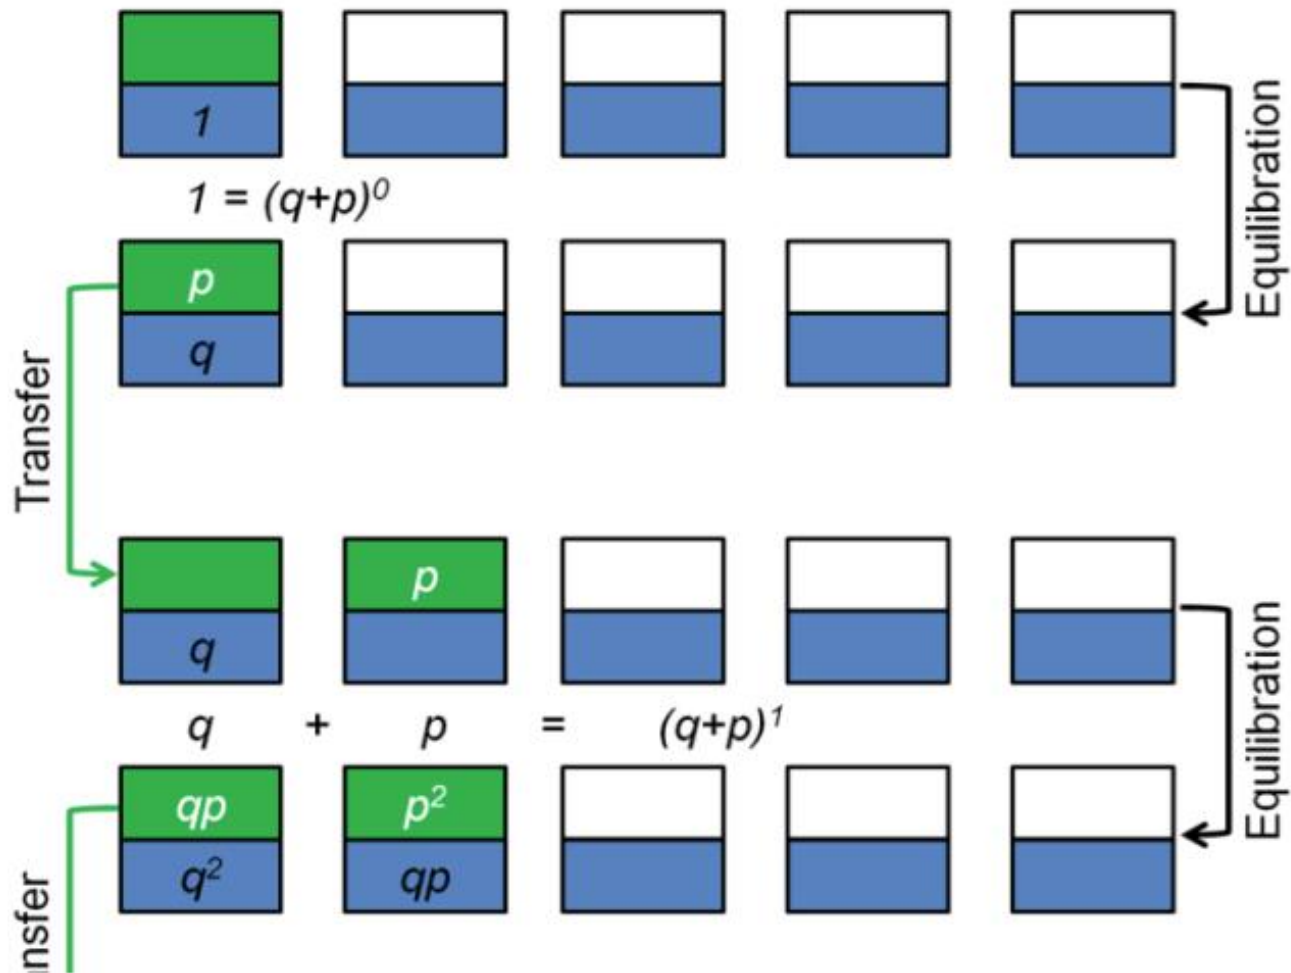 1
Equilibration
1 = (q+p)⁰
p
q
Transfer
p
q
Equilibration
q + p = (q+p)¹
qp p²
q² qp
nsfer